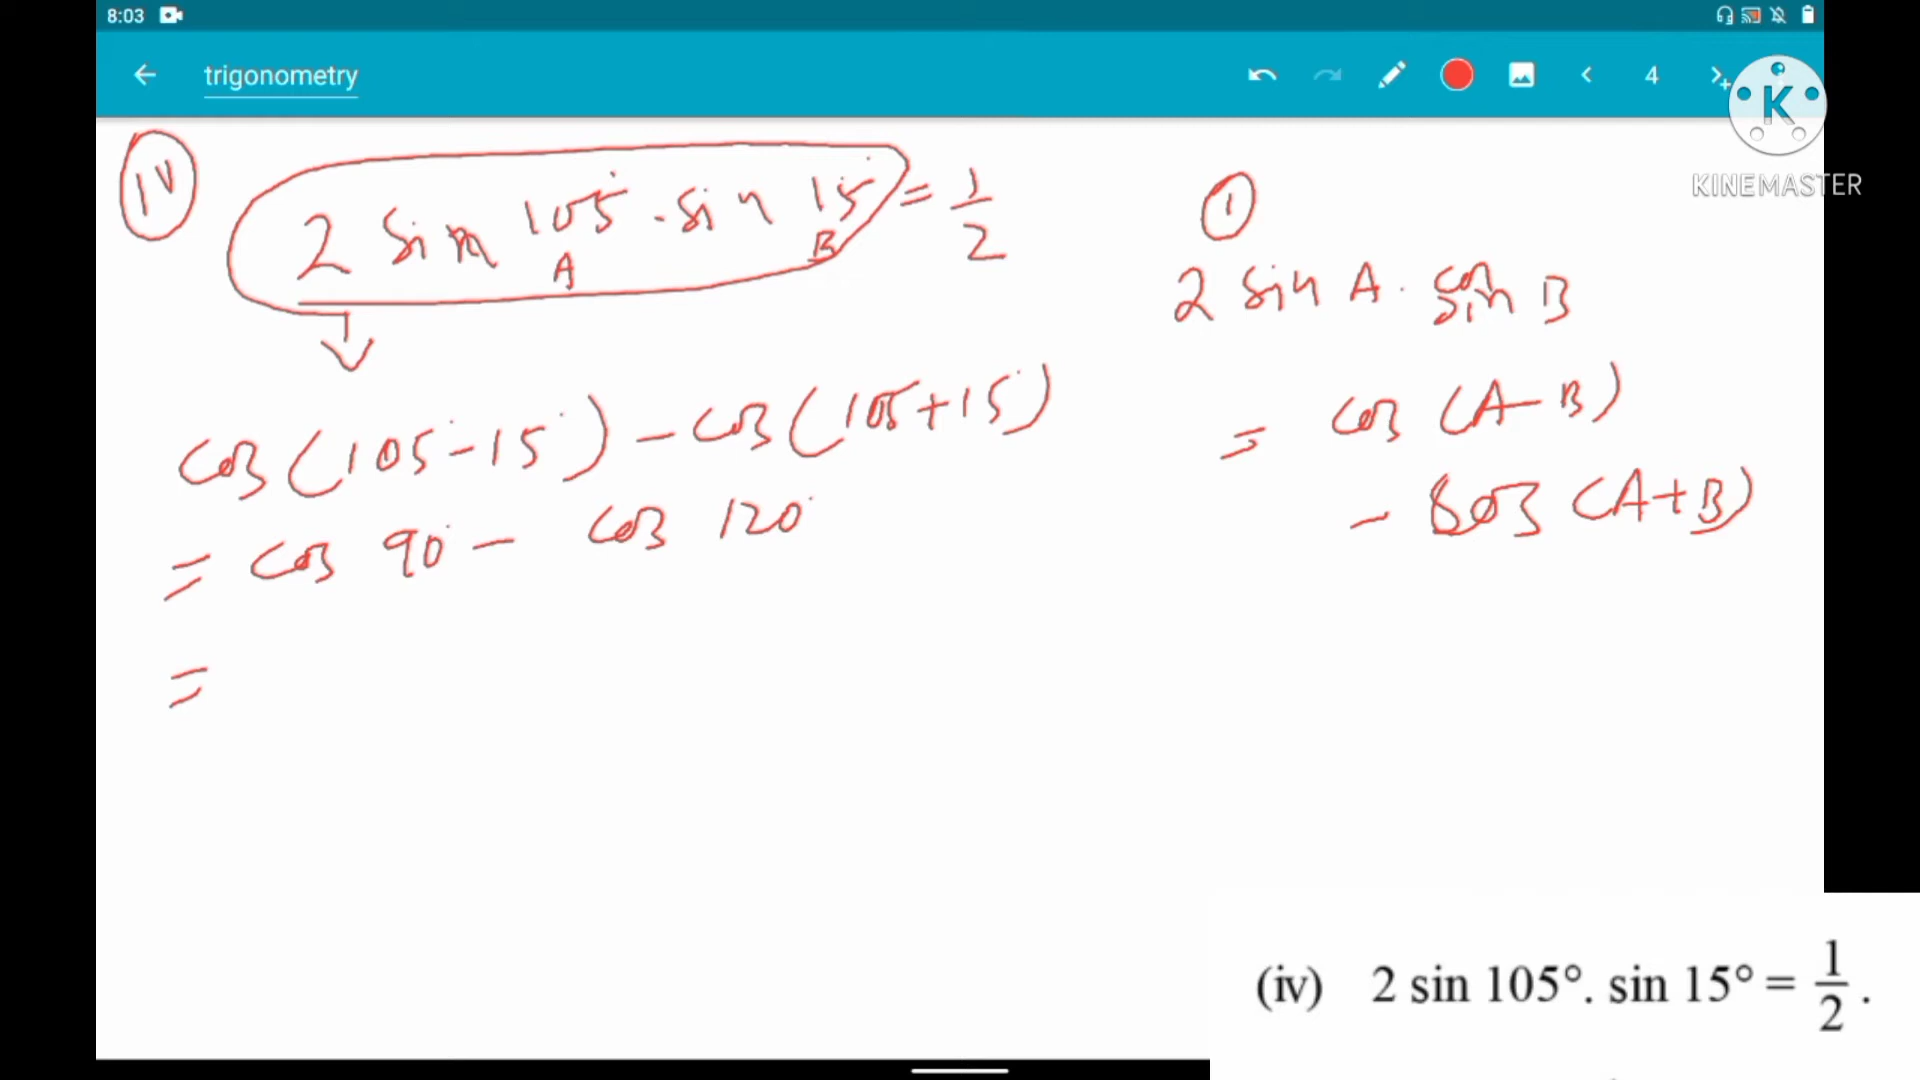 8:03
trigonometry
4
K
KINEMASTER
IV
2 sin 105° . sin 15° = 1/2
A B
cos (105° - 15°) - cos (105° + 15°)
= cos 90° - cos 120°
=
1
2 sin A . sin B
= cos (A - B)
- cos (A + B)
(iv) 2 sin 105°. sin 15° = 1/2 .